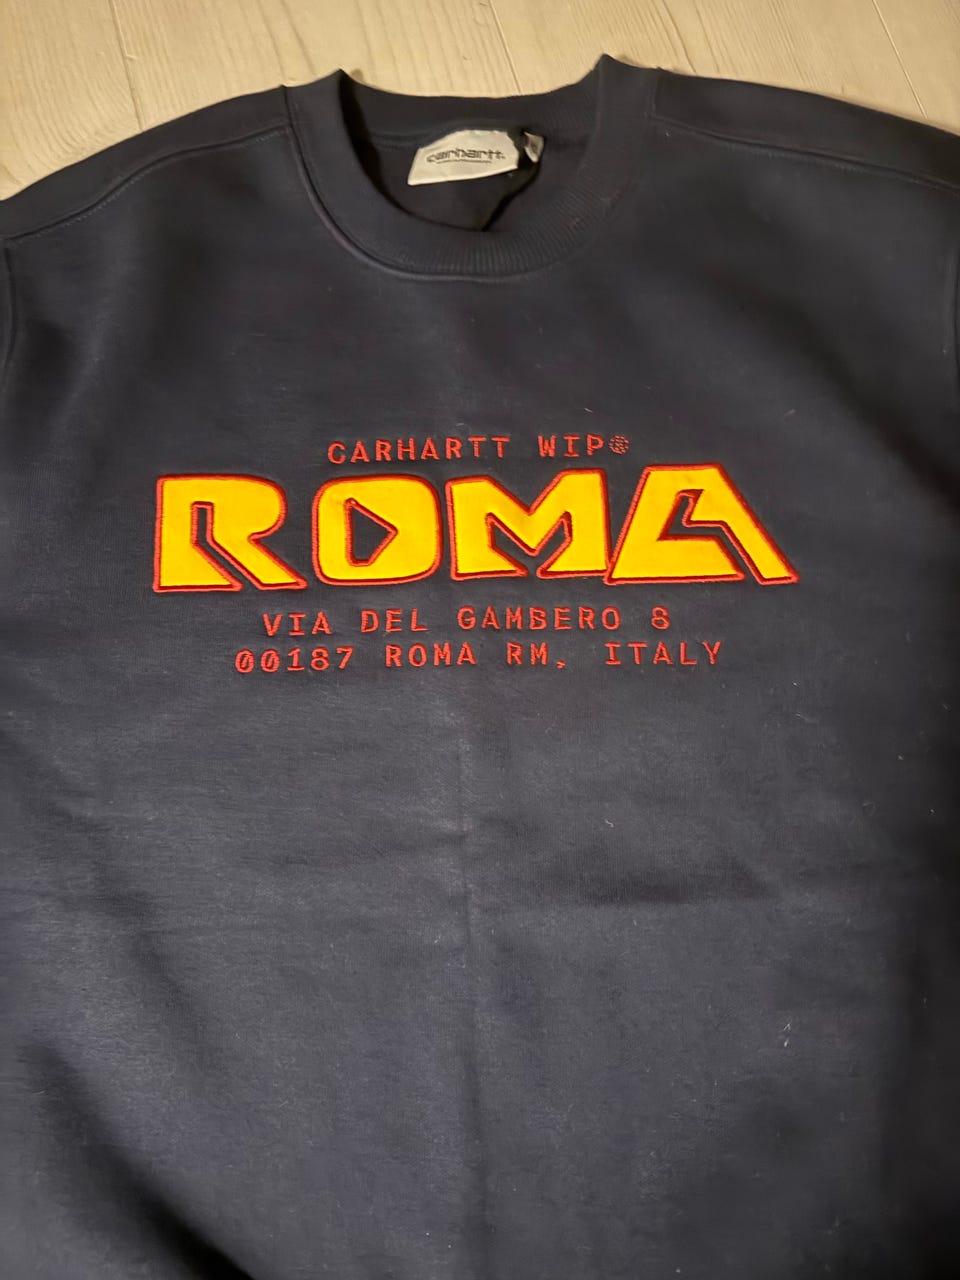 carhartt
CARHARTT WIP®
ROMA
VIA DEL GAMBERO 8
00187 ROMA RM, ITALY